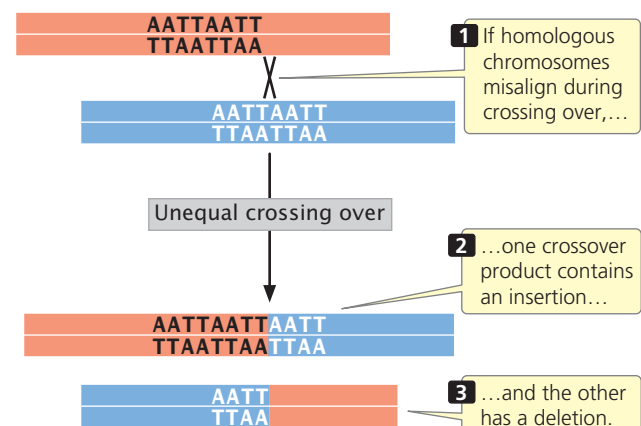 AATTAATT
TTAATTAA
1 If homologous
chromosomes
misalign during
crossing over,…
AATTAATT
TTAATTAA
Unequal crossing over
2 …one crossover
product contains
an insertion…
AATTAATTAATT
TTAATTAATTAA
AATT
TTAA
3 …and the other
has a deletion.